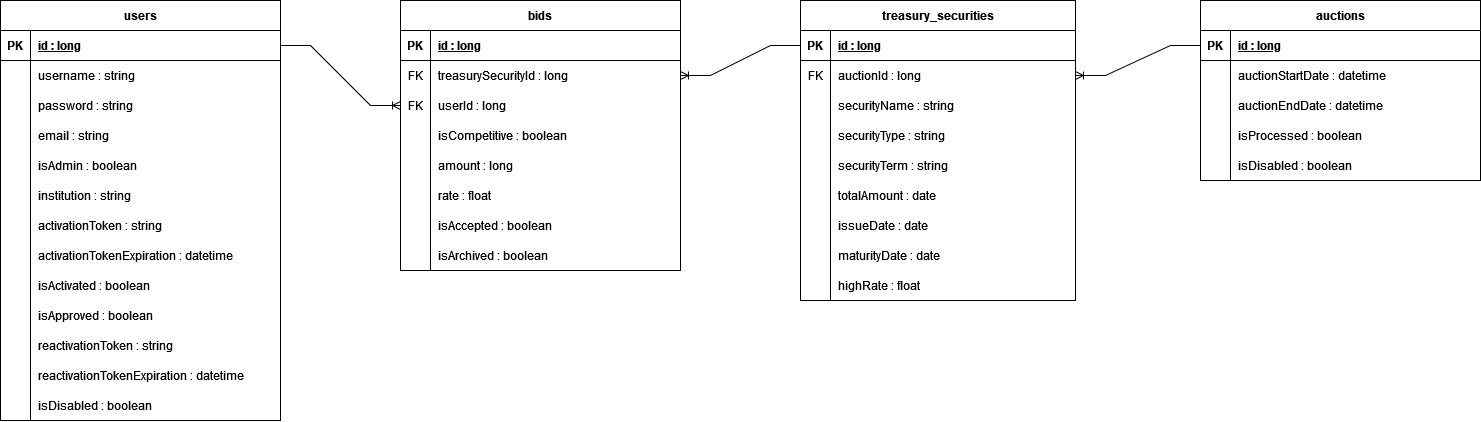 users
PK id : long
username : string
password : string
email : string
isAdmin : boolean
institution : string
activationToken : string
activationTokenExpiration : datetime
isActivated : boolean
isApproved : boolean
reactivationToken : string
reactivationTokenExpiration : datetime
isDisabled : boolean
bids
PK id : long
FK treasurySecurityId : long
FK userId : long
isCompetitive : boolean
amount : long
rate : float
isAccepted : boolean
isArchived : boolean
treasury_securities
PK id : long
FK auctionId : long
securityName : string
securityType : string
securityTerm : string
totalAmount : date
issueDate : date
maturityDate : date
highRate : float
auctions
PK id : long
auctionStartDate : datetime
auctionEndDate : datetime
isProcessed : boolean
isDisabled : boolean